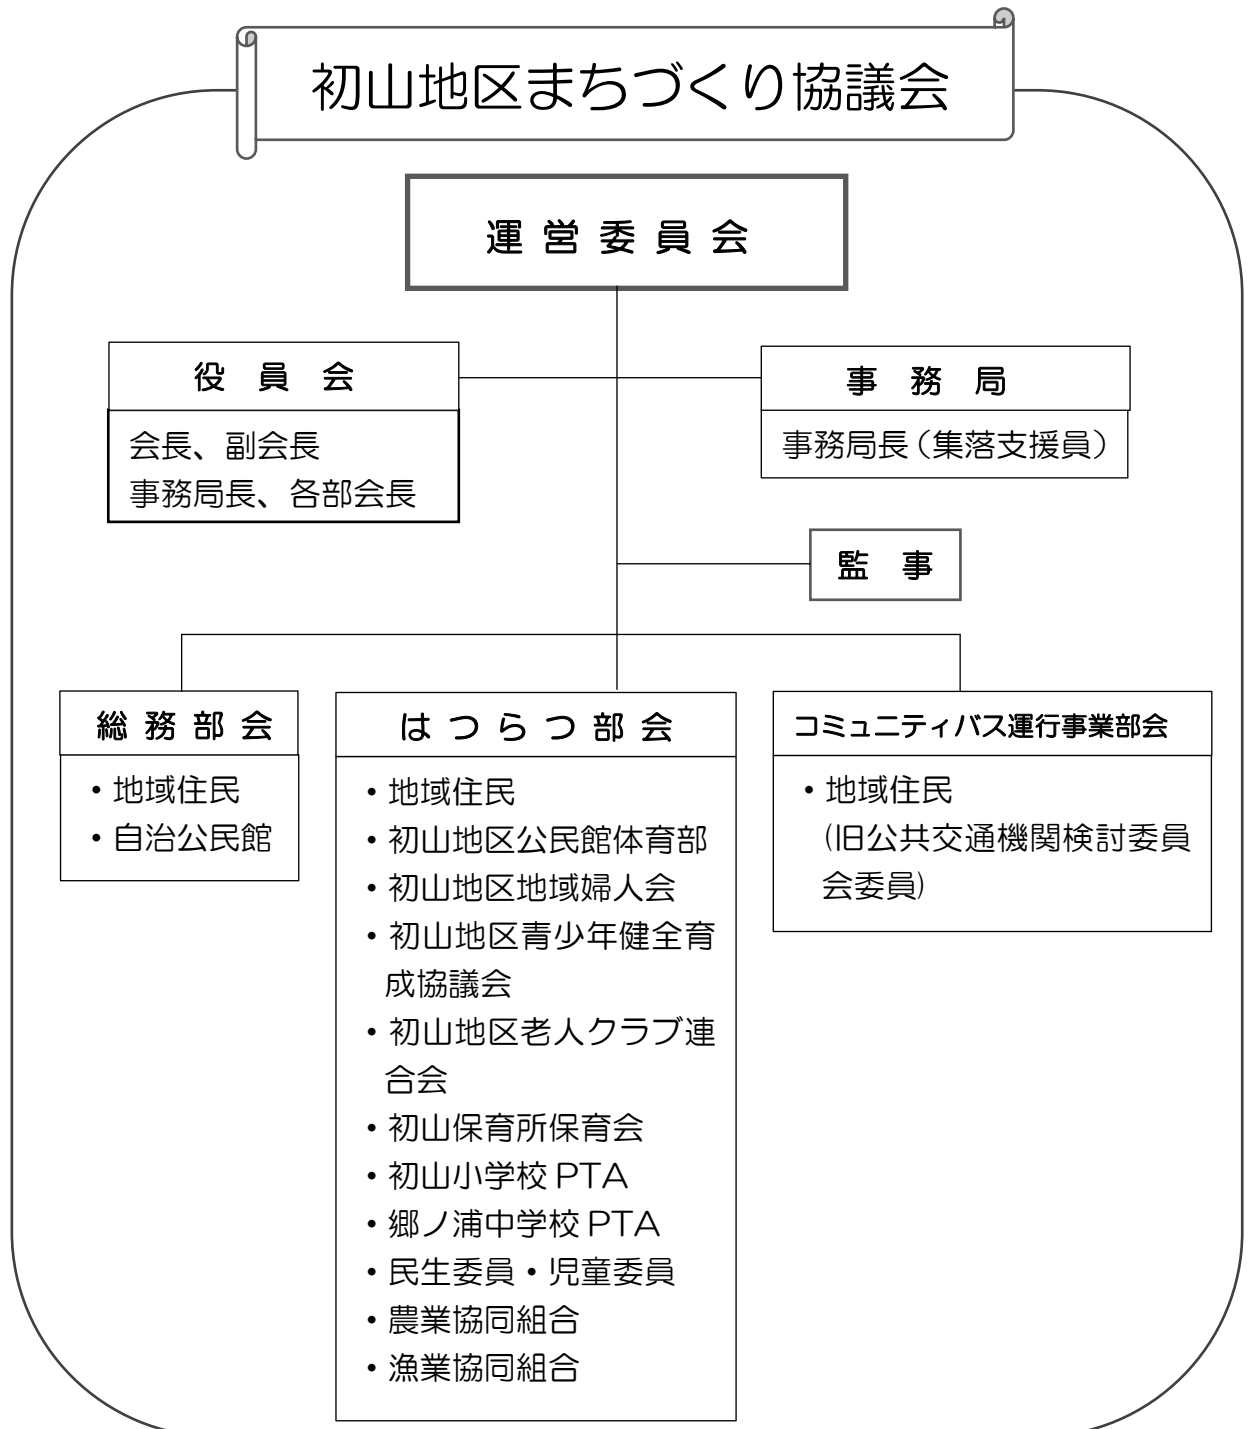 初山地区まちづくり協議会
運営委員会
役員会
会長、副会長
事務局長、各部会長
事務局
事務局長（集落支援員）
監事
総務部会
・地域住民
・自治公民館
はつらつ部会
・地域住民
・初山地区公民館体育部
・初山地区地域婦人会
・初山地区青少年健全育
成協議会
・初山地区老人クラブ連
合会
・初山保育所保育会
・初山小学校 PTA
・郷ノ浦中学校 PTA
・民生委員・児童委員
・農業協同組合
・漁業協同組合
コミュニティバス運行事業部会
・地域住民
(旧公共交通機関検討委員
会委員)